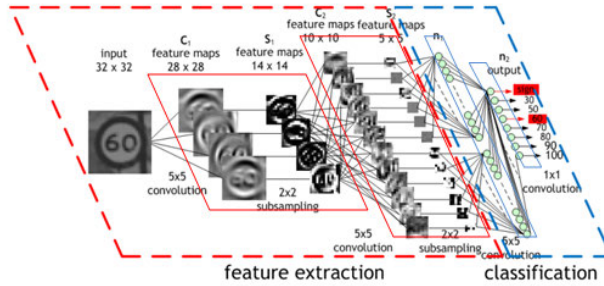 input
32 x 32
C1
feature maps
28 x 28
S1
feature maps
14 x 14
C2
feature maps
10 x 10
S2
feature maps
5 x 5
n1
n2
output
sign
30
50
60
70
80
90
100
60
5x5
convolution
2x2
subsampling
5x5
convolution
2x2
subsampling
convolution
1x1
convolution
feature extraction
classification